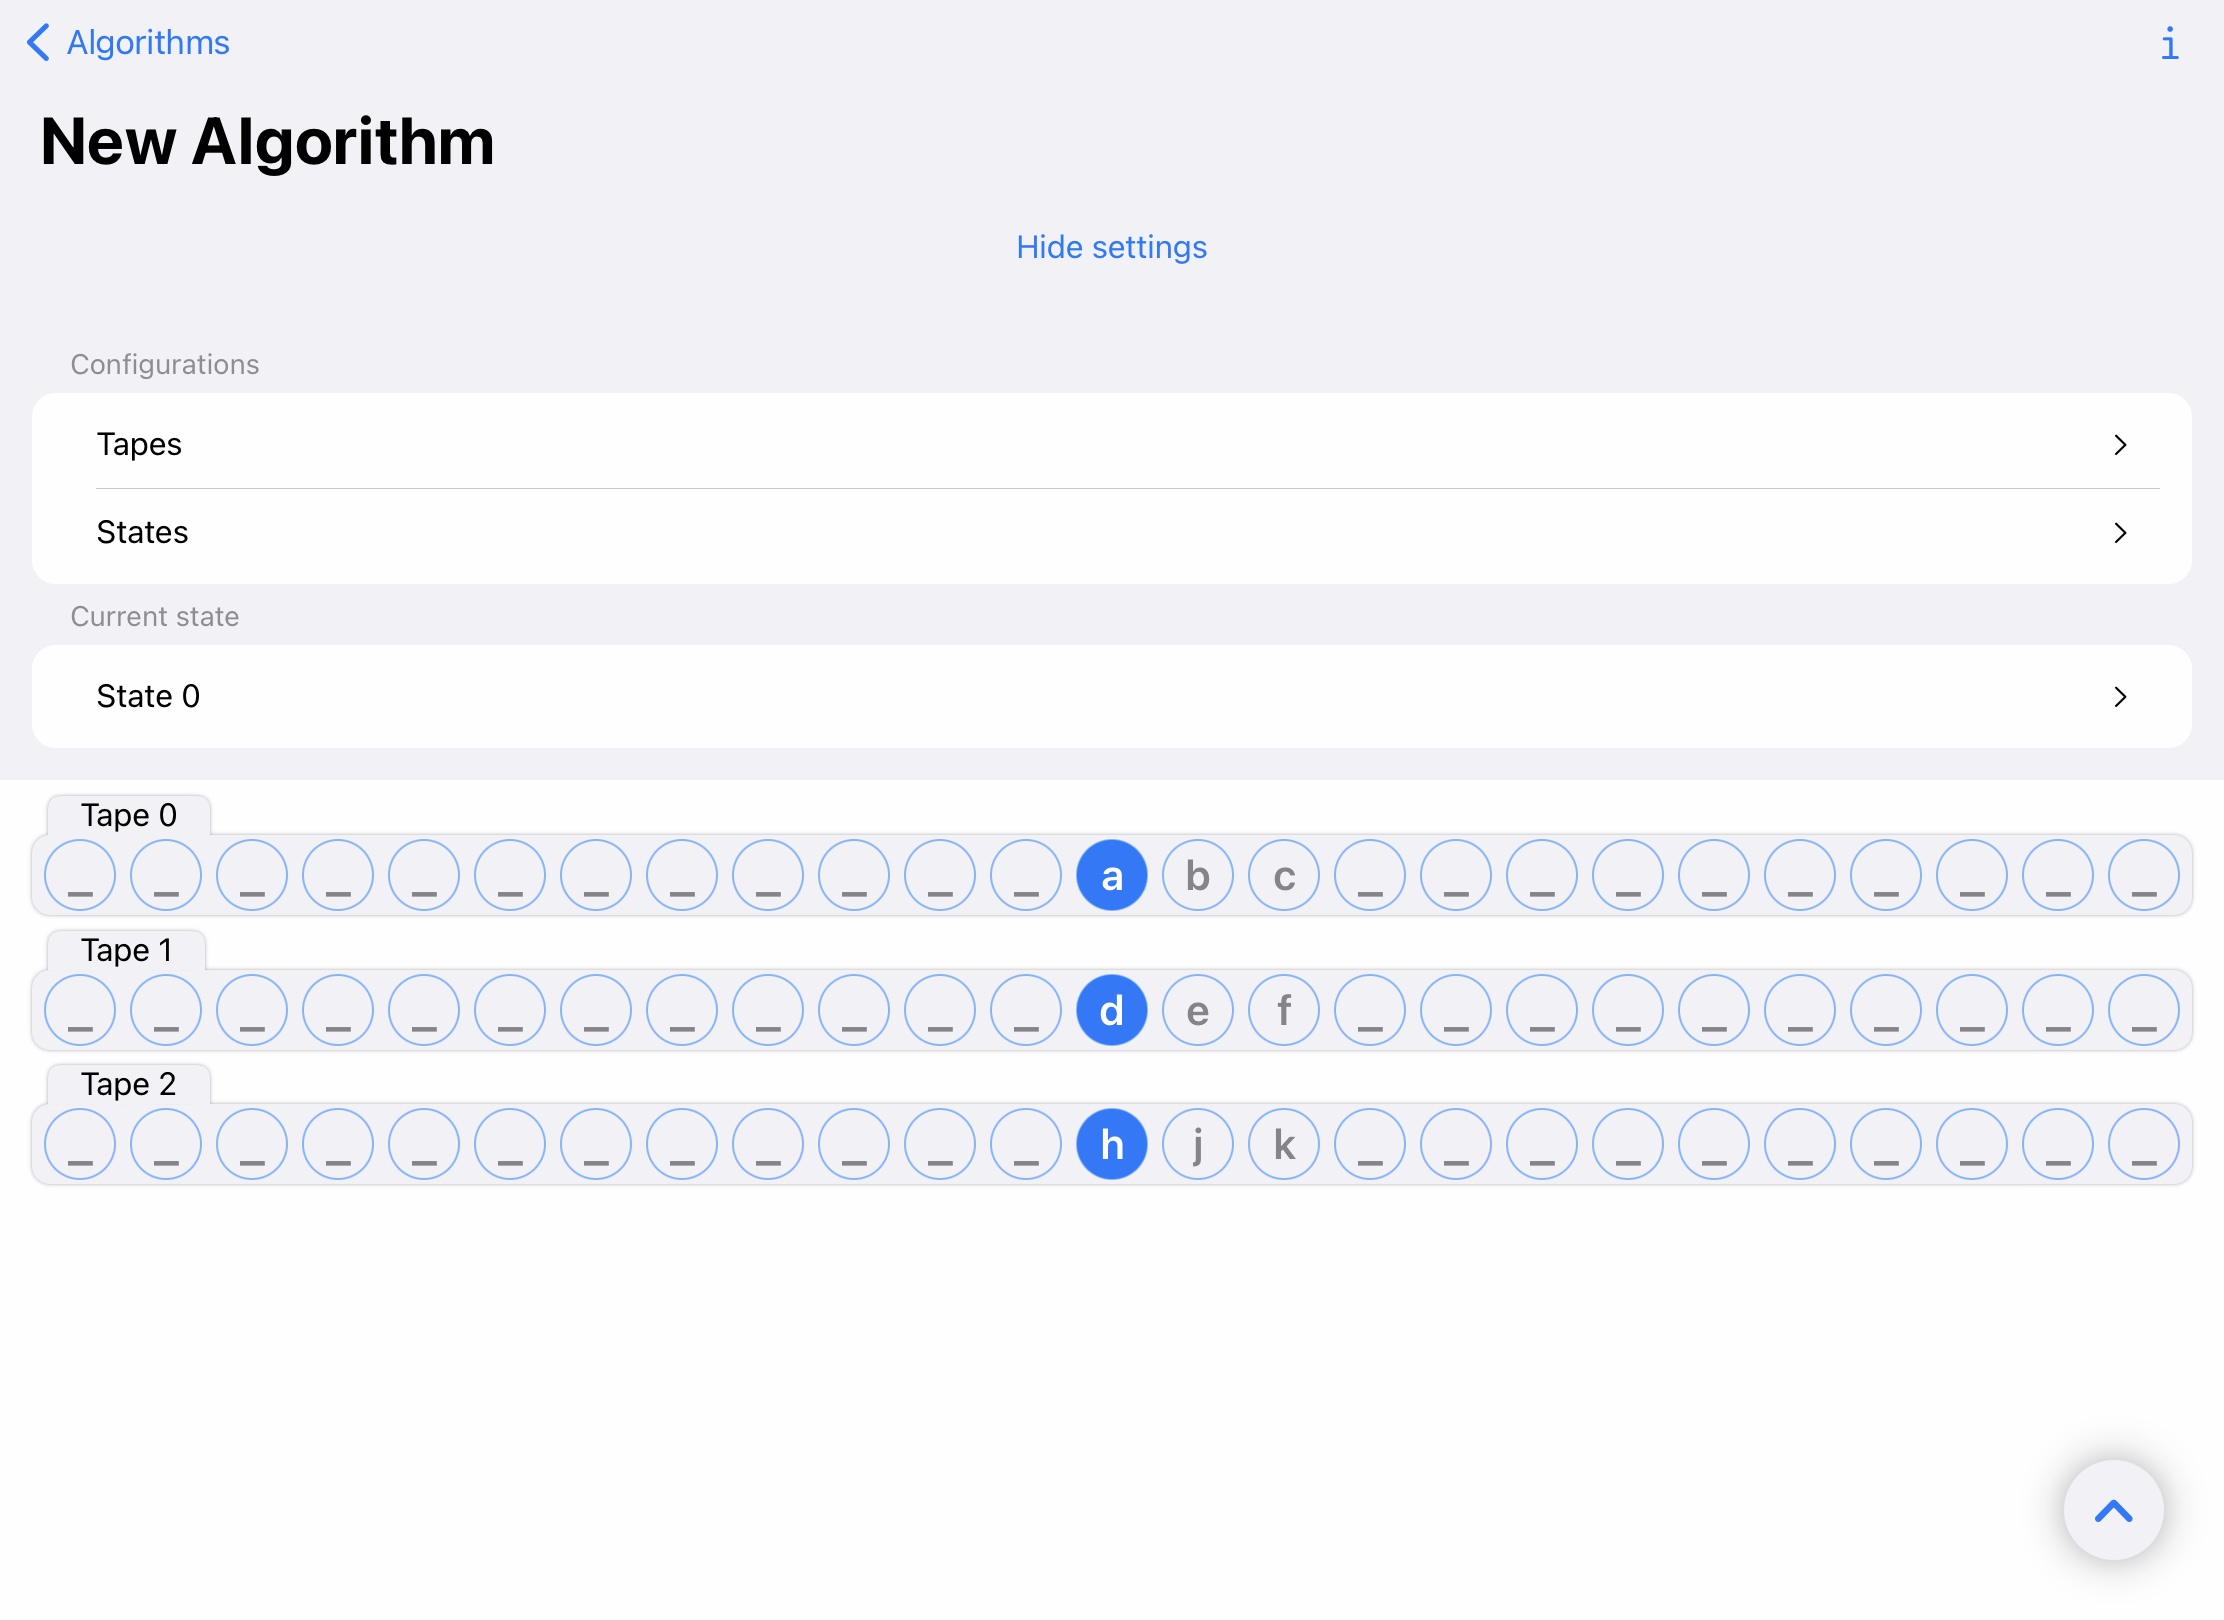 Algorithms
i
New Algorithm
Hide settings
Configurations
Tapes
States
Current state
State 0
Tape 0
_ _ _ _ _ _ _ _ _ _ _ _ a b c _ _ _ _ _ _ _ _ _ _
Tape 1
_ _ _ _ _ _ _ _ _ _ _ _ d e f _ _ _ _ _ _ _ _ _ _
Tape 2
_ _ _ _ _ _ _ _ _ _ _ _ h j k _ _ _ _ _ _ _ _ _ _